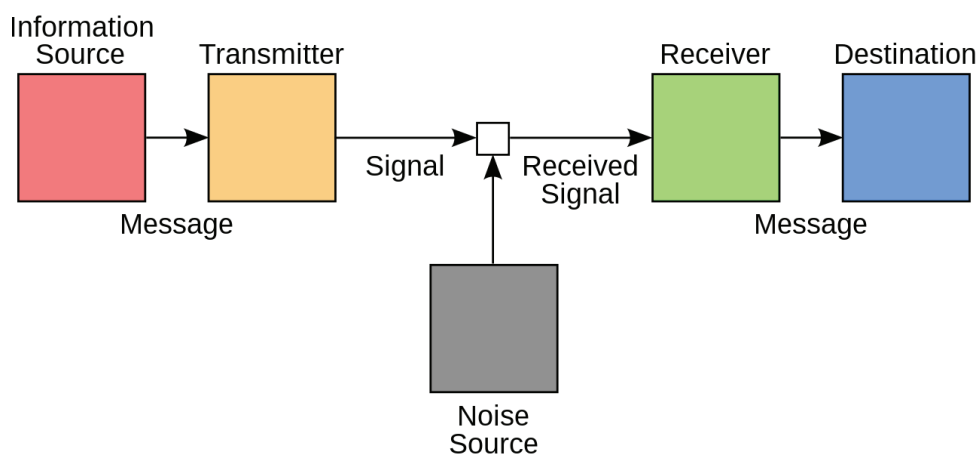 Information
Source
Transmitter
Receiver
Destination
Signal
Received
Signal
Message
Message
Noise
Source